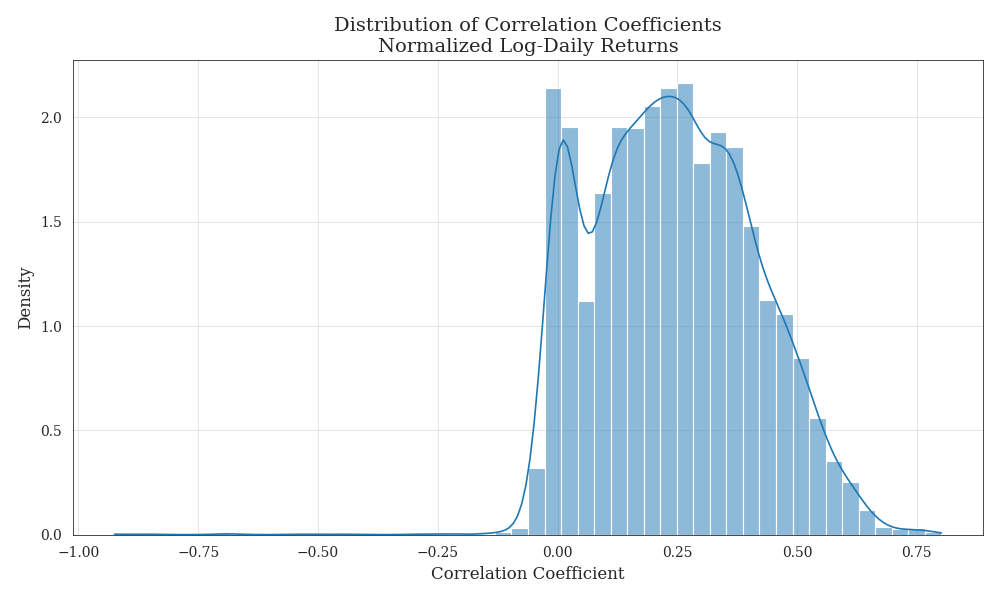 Distribution of Correlation Coefficients
Normalized Log-Daily Returns
Density
2.0
1.5
1.0
0.5
0.0
−1.00 −0.75 −0.50 −0.25 0.00 0.25 0.50 0.75
Correlation Coefficient